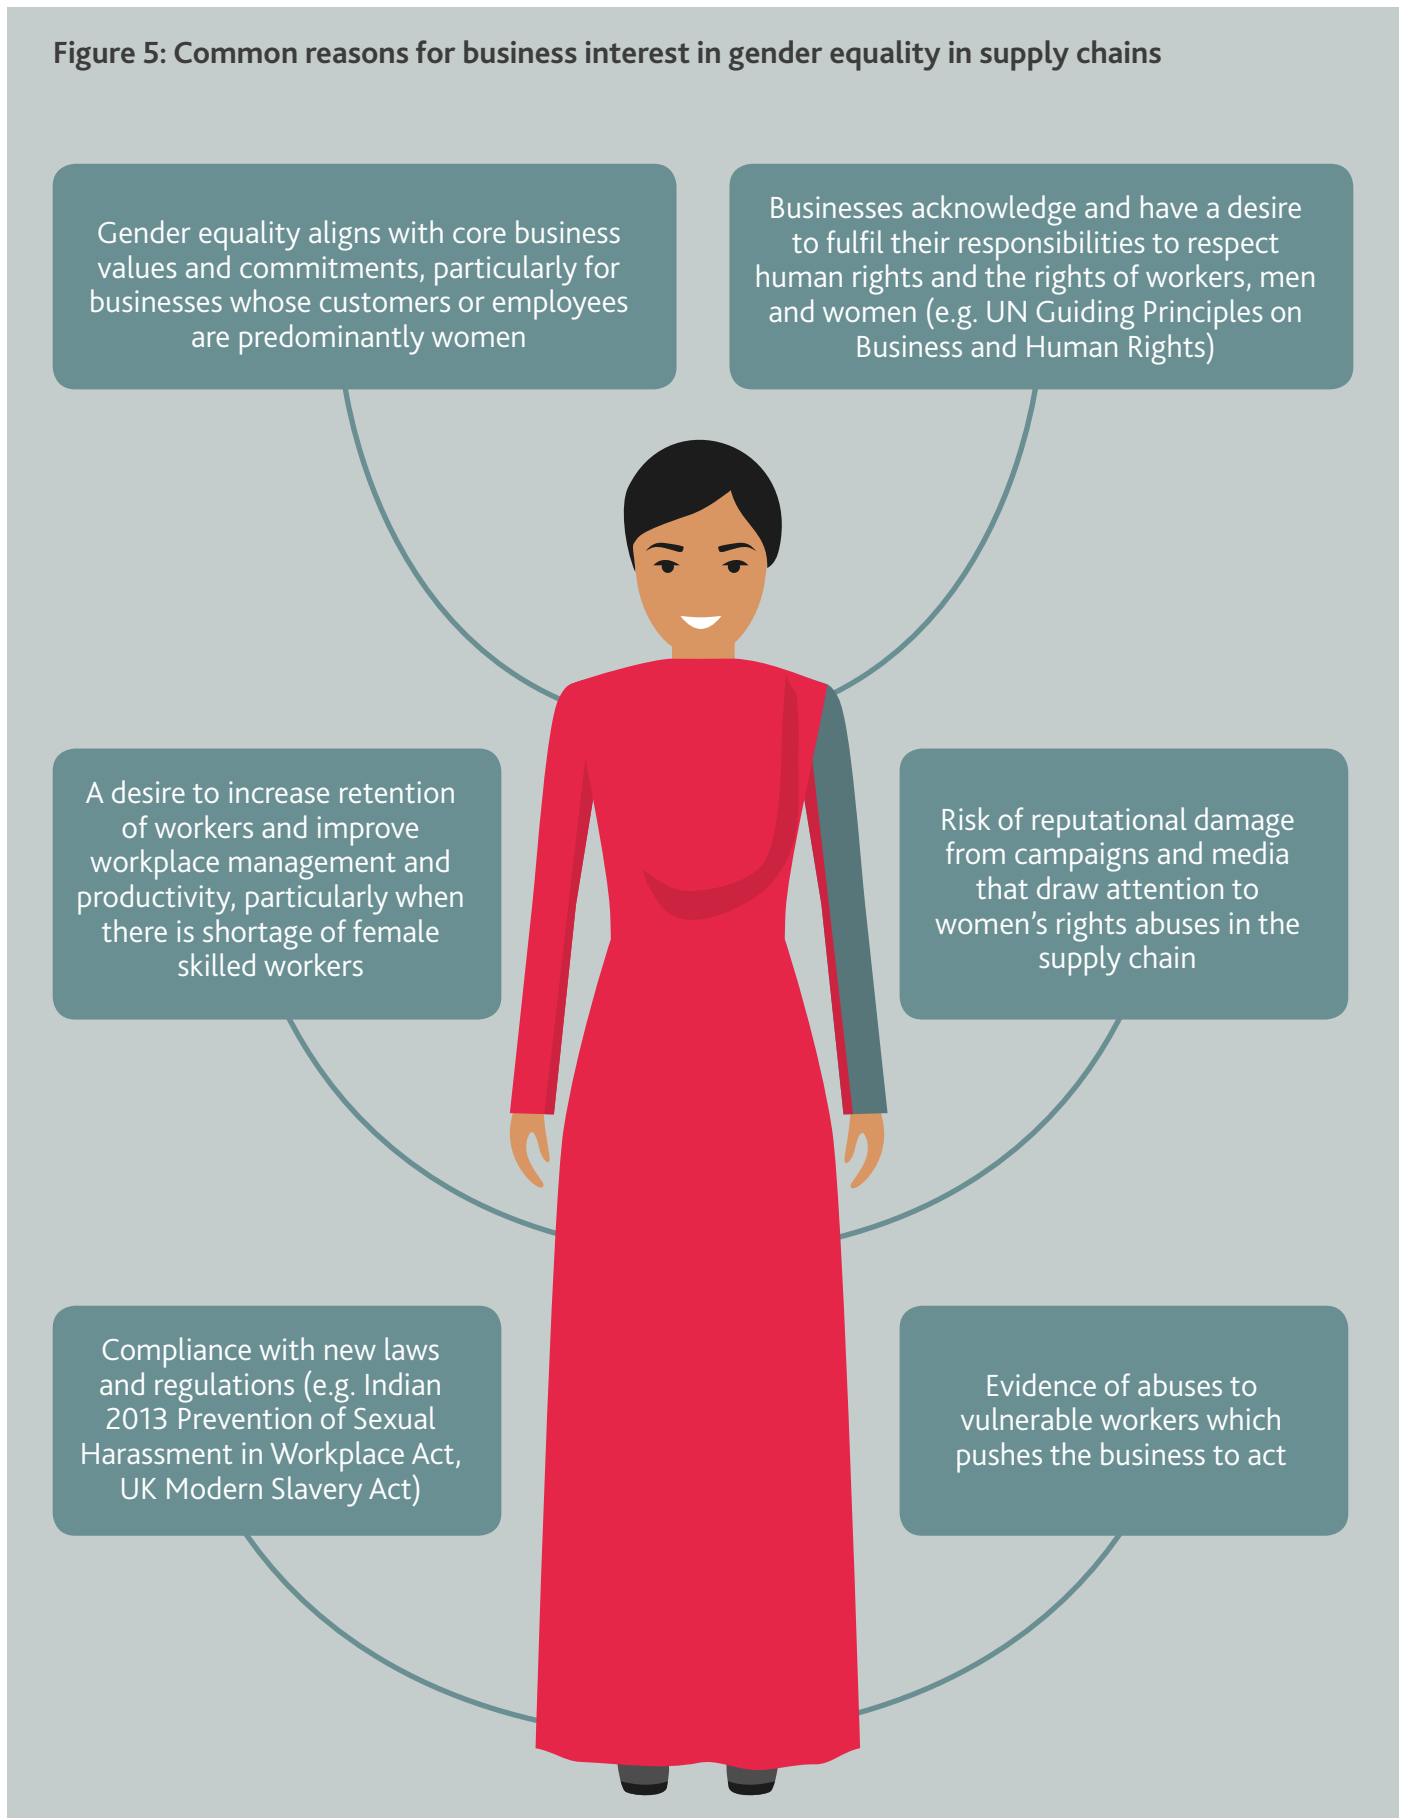 Figure 5: Common reasons for business interest in gender equality in supply chains
Gender equality aligns with core business
values and commitments, particularly for
businesses whose customers or employees
are predominantly women
Businesses acknowledge and have a desire
to fulfil their responsibilities to respect
human rights and the rights of workers, men
and women (e.g. UN Guiding Principles on
Business and Human Rights)
A desire to increase retention
of workers and improve
workplace management and
productivity, particularly when
there is shortage of female
skilled workers
Risk of reputational damage
from campaigns and media
that draw attention to
women’s rights abuses in the
supply chain
Compliance with new laws
and regulations (e.g. Indian
2013 Prevention of Sexual
Harassment in Workplace Act,
UK Modern Slavery Act)
Evidence of abuses to
vulnerable workers which
pushes the business to act